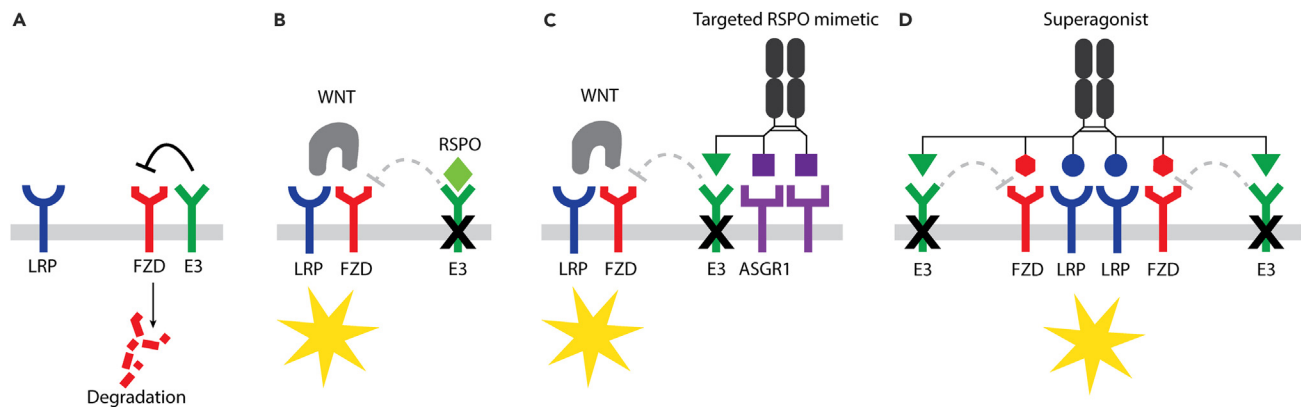 A
LRP
FZD
E3
Degradation
B
WNT
RSPO
LRP
FZD
E3
C
Targeted RSPO mimetic
WNT
LRP
FZD
E3
ASGR1
D
Superagonist
E3
FZD
LRP
LRP
FZD
E3